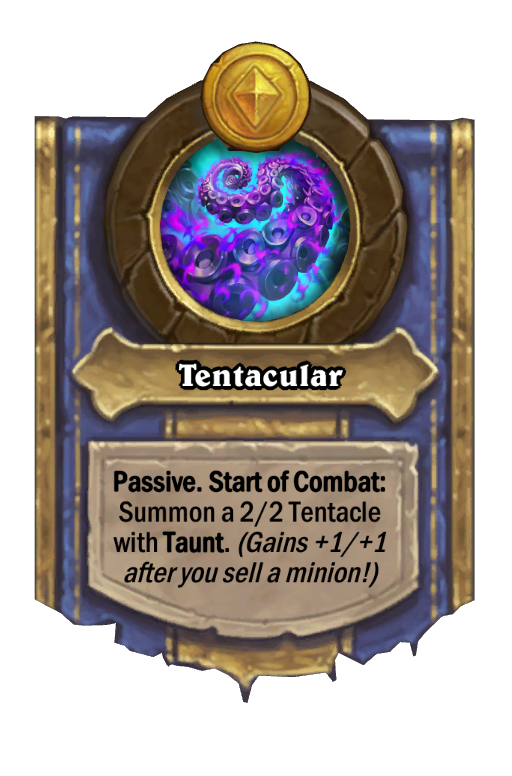 Tentacular
Passive. Start of Combat:
Summon a 2/2 Tentacle
with Taunt. (Gains +1/+1
after you sell a minion!)